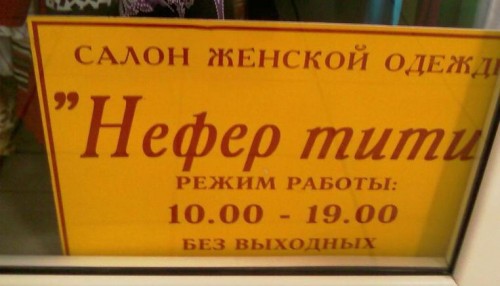 САЛОН ЖЕНСКОЙ ОДЕЖД
"Нефер тити
РЕЖИМ РАБОТЫ:
10.00 - 19.00
БЕЗ ВЫХОДНЫХ